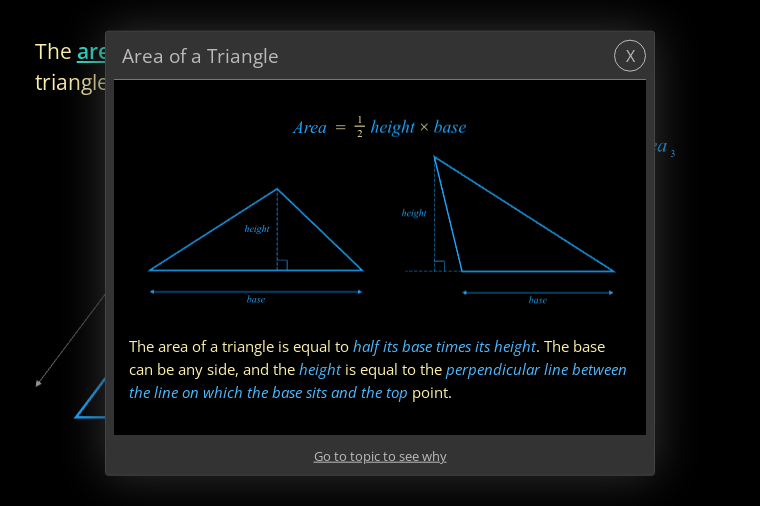 The are
triangle
Area of a Triangle
X
Area = 1/2 height × base
ea 3
height
height
base
base
The area of a triangle is equal to half its base times its height. The base
can be any side, and the height is equal to the perpendicular line between
the line on which the base sits and the top point.
Go to topic to see why